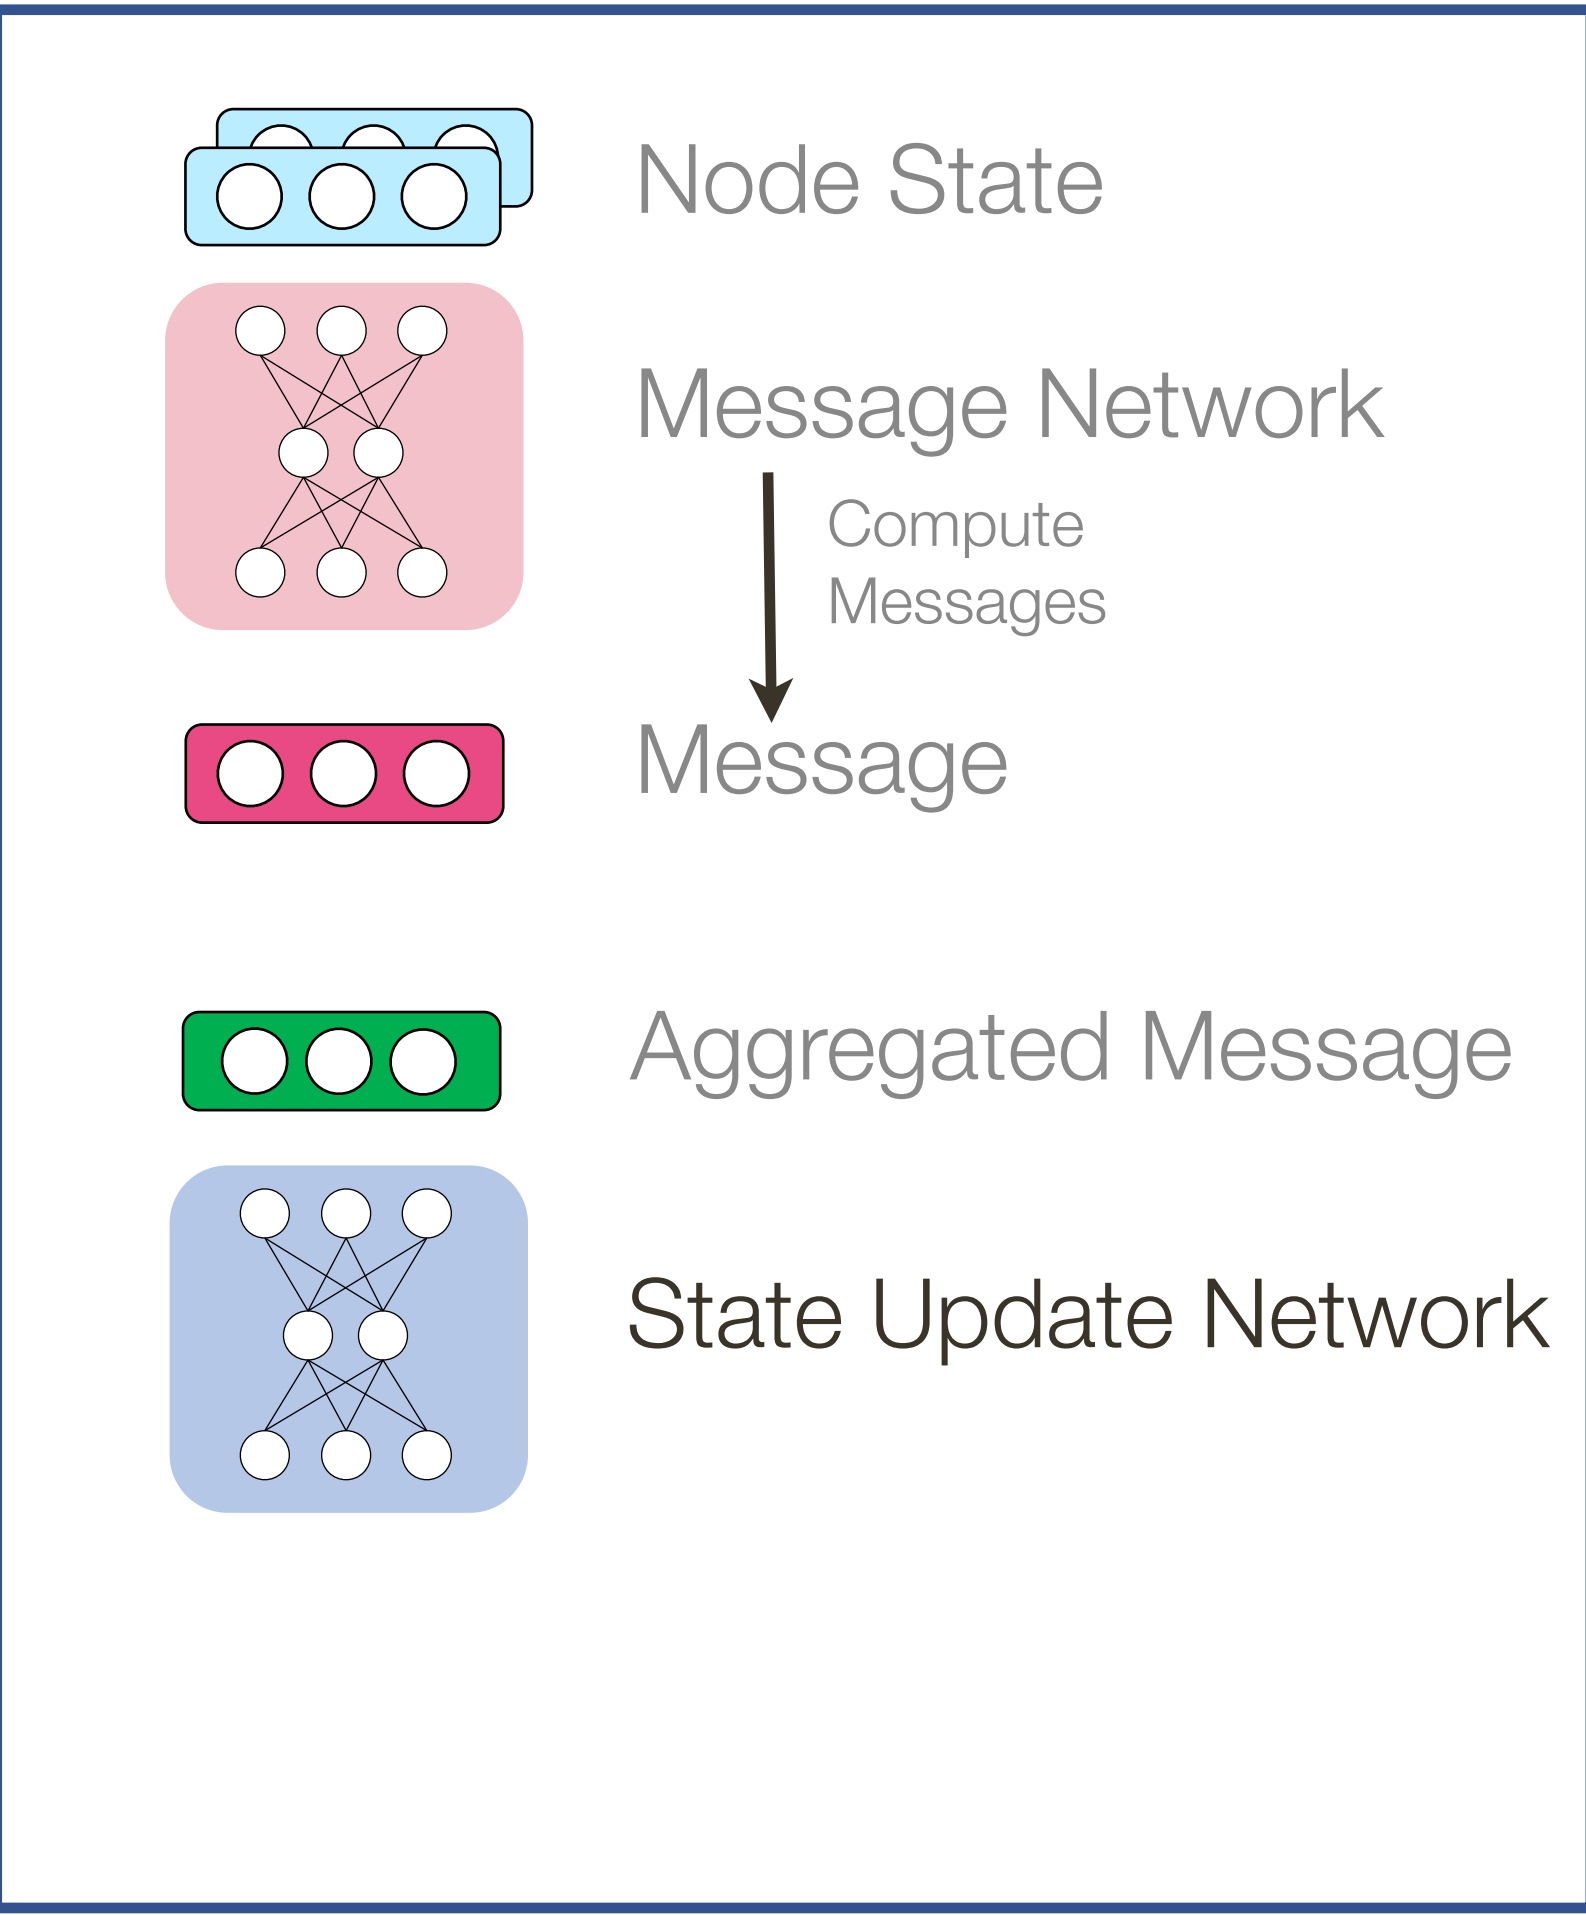 Node State
Message Network
Compute
Messages
Message
Aggregated Message
State Update Network